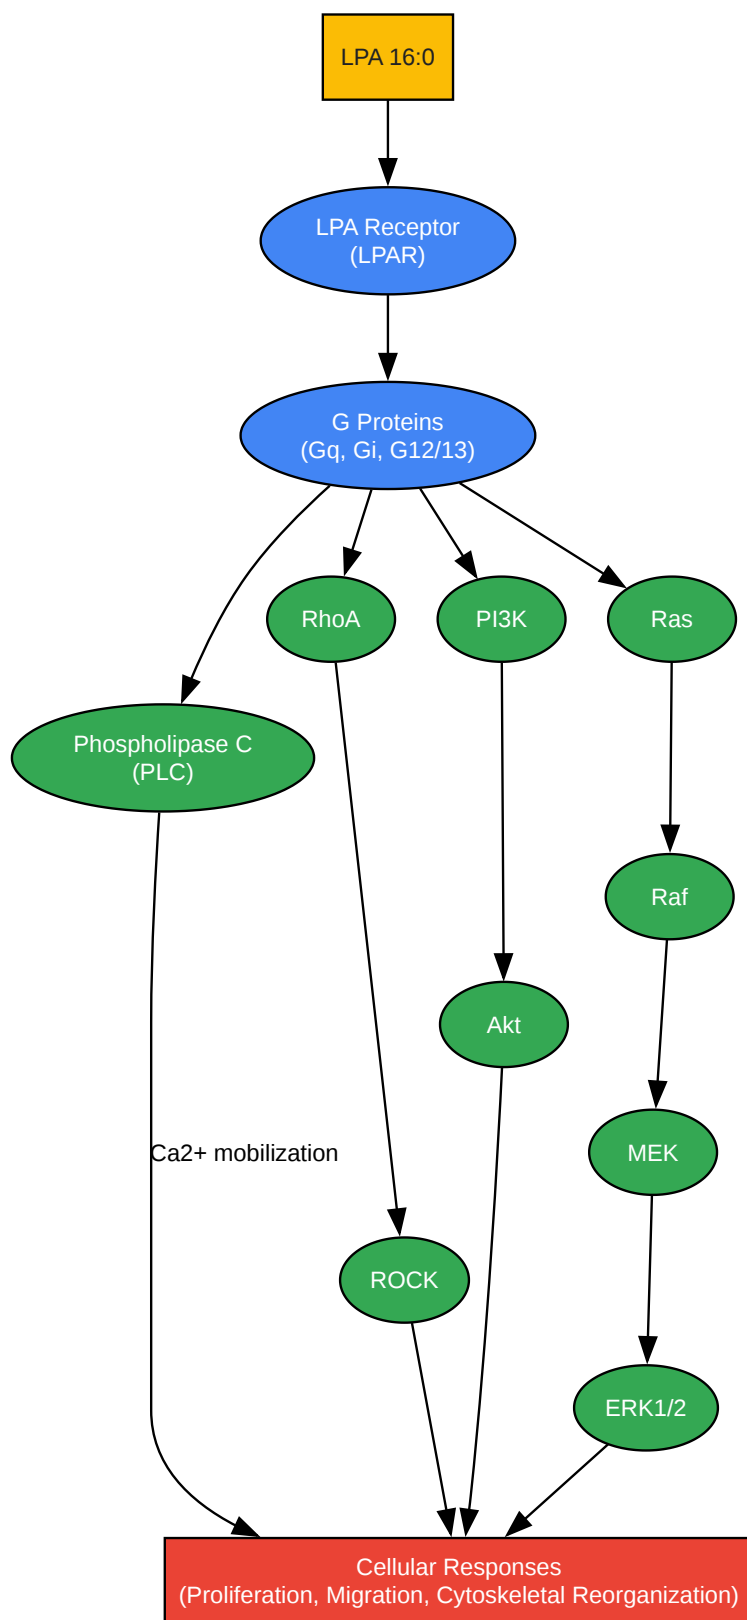 LPA 16:0
LPA Receptor
(LPAR)
G Proteins
(Gq, Gi, G12/13)
RhoA
PI3K
Ras
Phospholipase C
(PLC)
Raf
Akt
Ca2+ mobilization
MEK
ROCK
ERK1/2
Cellular Responses
(Proliferation, Migration, Cytoskeletal Reorganization)